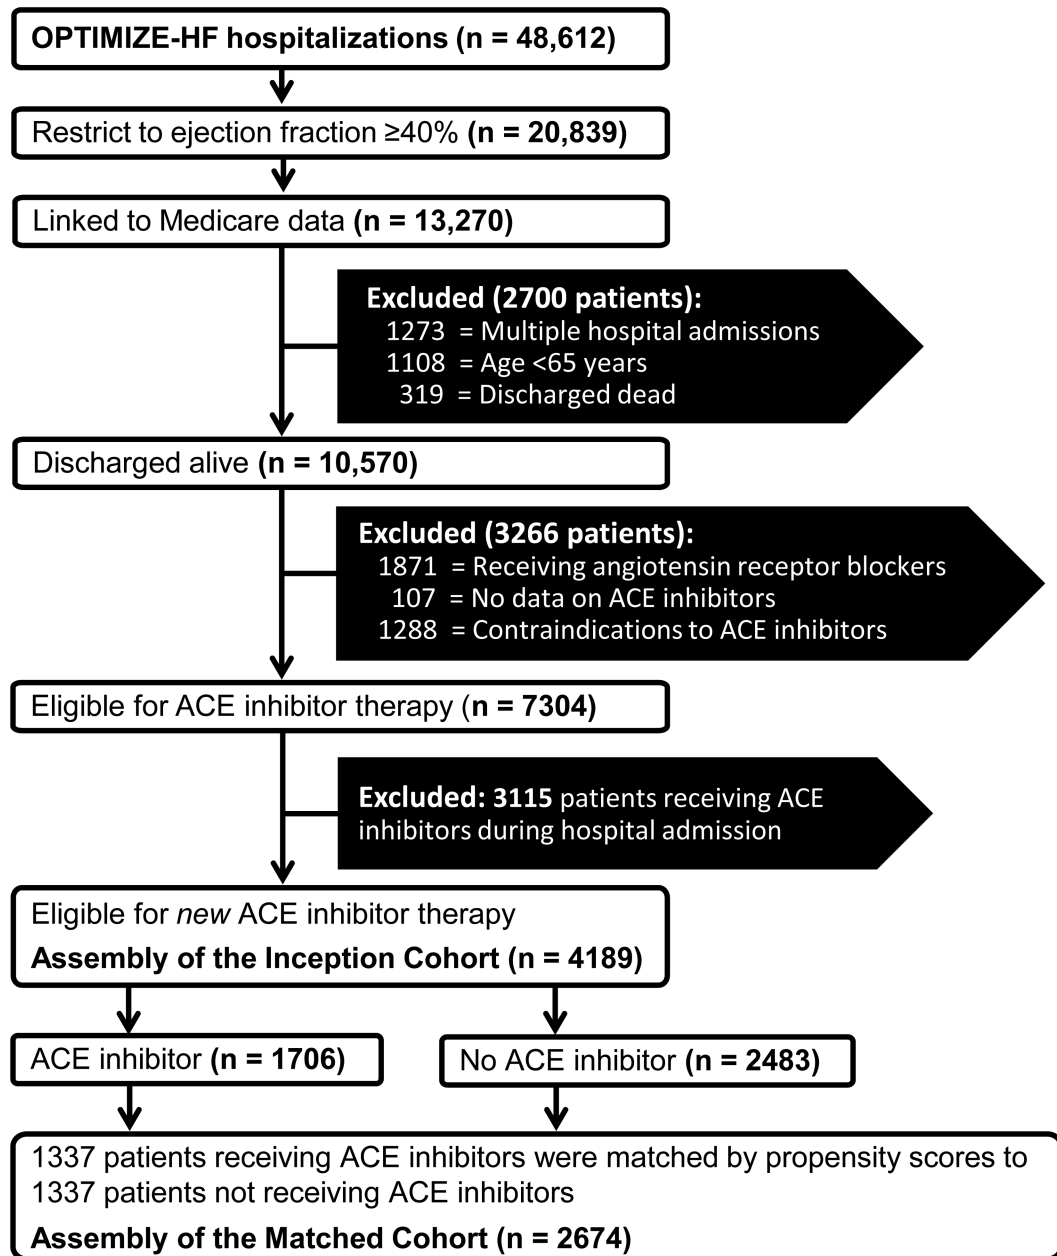 OPTIMIZE-HF hospitalizations (n = 48,612)
Restrict to ejection fraction ≥40% (n = 20,839)
Linked to Medicare data (n = 13,270)
Excluded (2700 patients):
1273 = Multiple hospital admissions
1108 = Age <65 years
319 = Discharged dead
Discharged alive (n = 10,570)
Excluded (3266 patients):
1871 = Receiving angiotensin receptor blockers
107 = No data on ACE inhibitors
1288 = Contraindications to ACE inhibitors
Eligible for ACE inhibitor therapy (n = 7304)
Excluded: 3115 patients receiving ACE
inhibitors during hospital admission
Eligible for new ACE inhibitor therapy
Assembly of the Inception Cohort (n = 4189)
ACE inhibitor (n = 1706)
No ACE inhibitor (n = 2483)
1337 patients receiving ACE inhibitors were matched by propensity scores to
1337 patients not receiving ACE inhibitors
Assembly of the Matched Cohort (n = 2674)